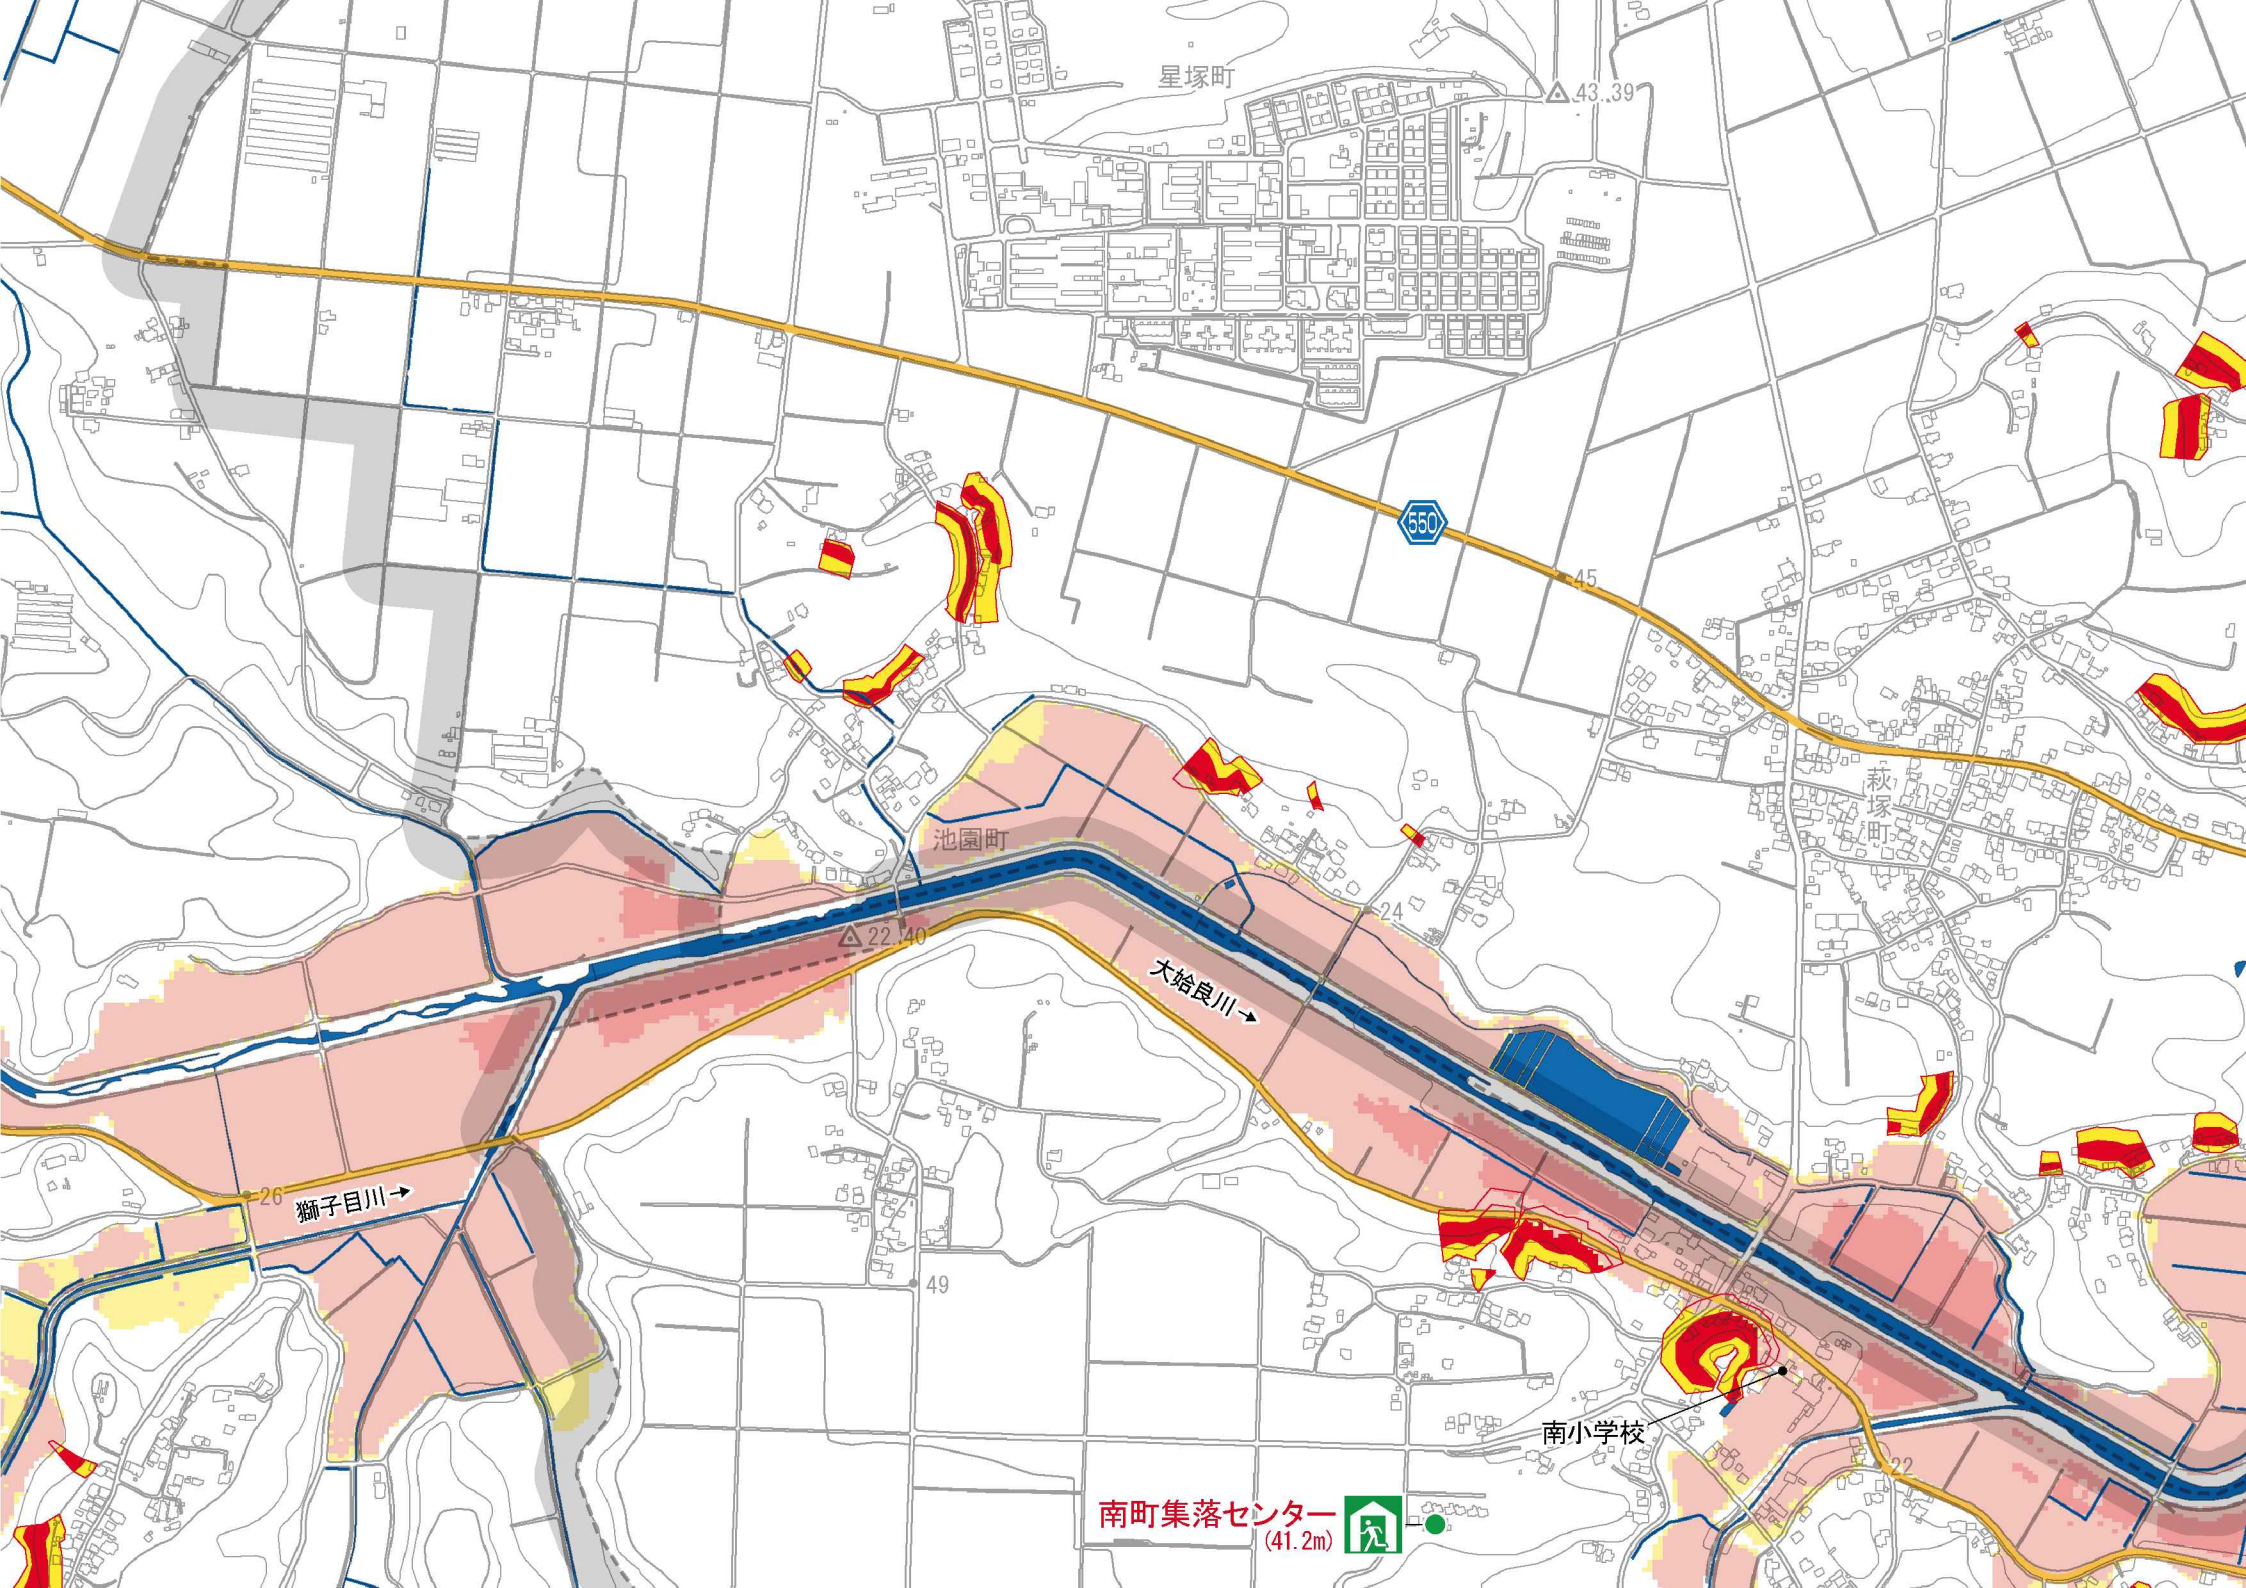 星塚町
43.39
550
45
萩塚町
池園町
24
22.40
大姶良川→
26
獅子目川→
49
南小学校
22
南町集落センター
(41.2m)